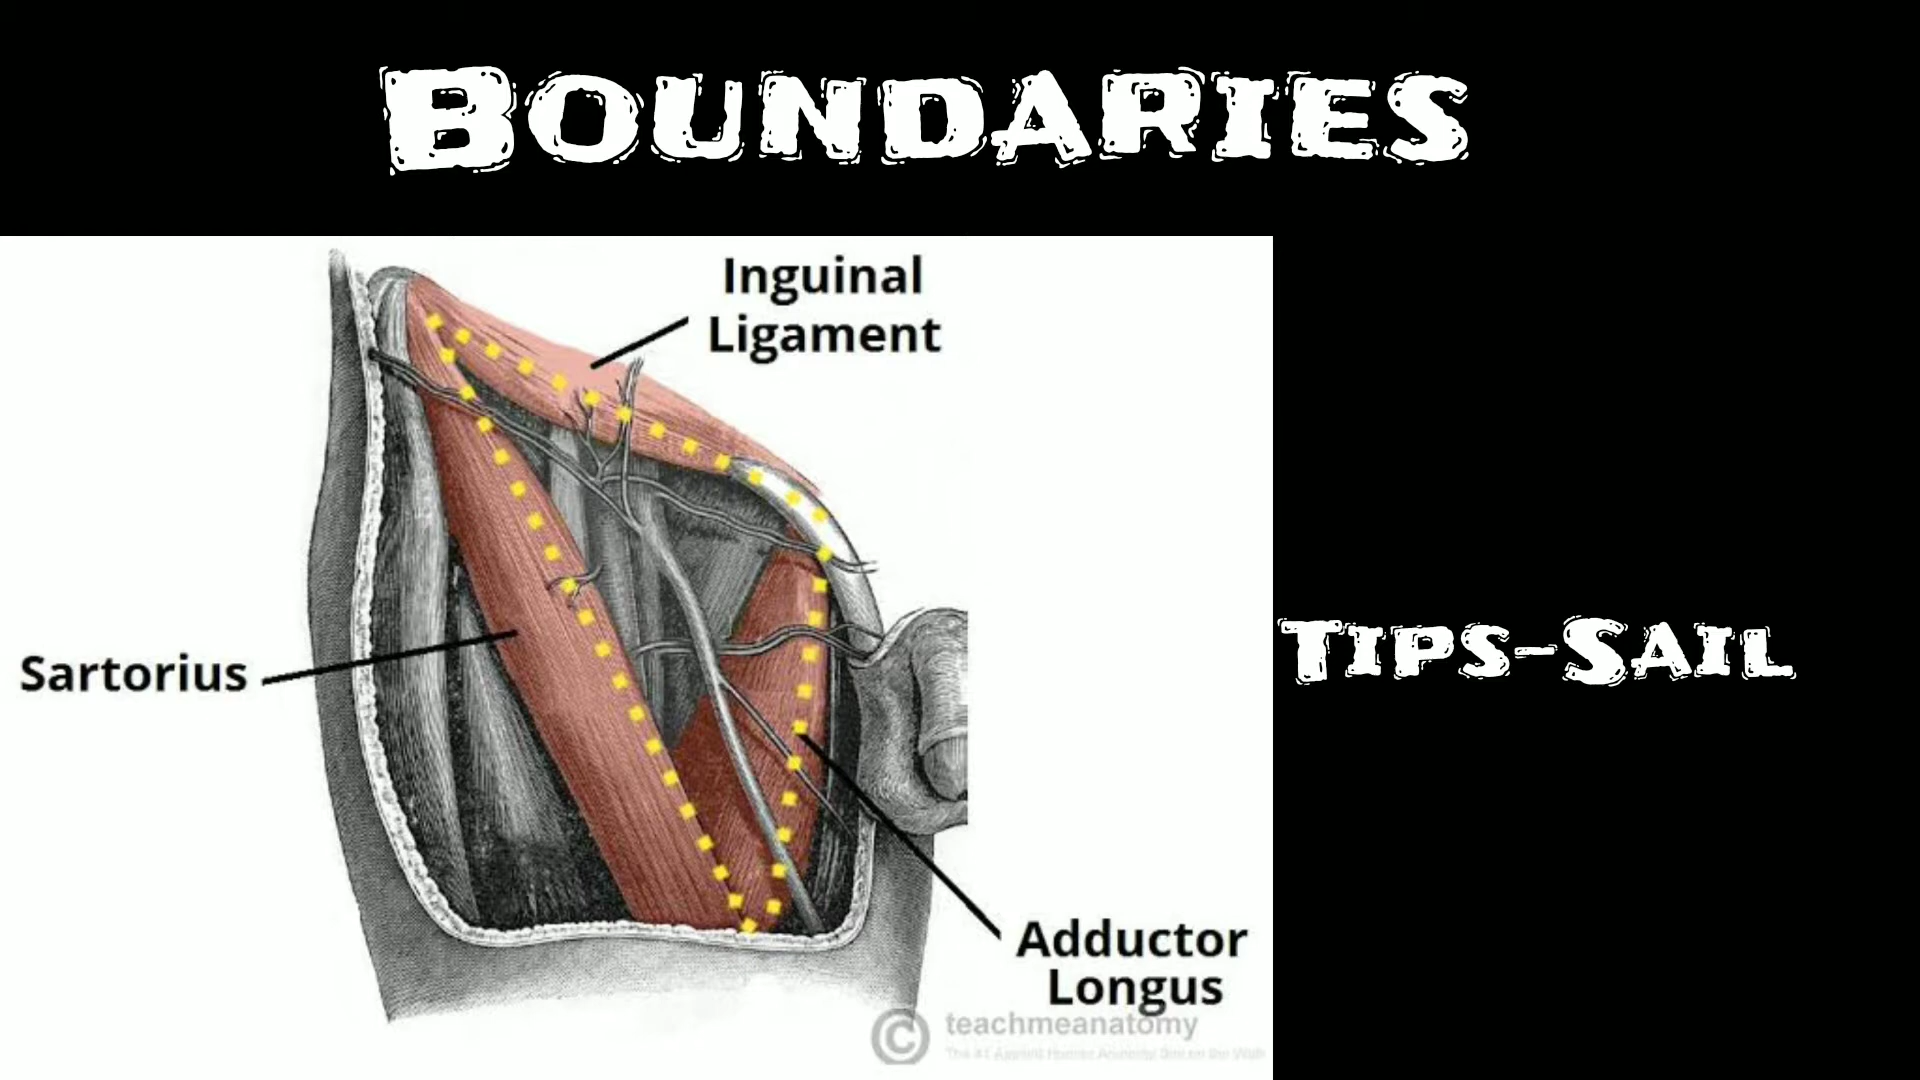 BOUNDARIES
Inguinal
Ligament
Sartorius
TIPS-SAIL
Adductor
Longus
© teachmeanatomy